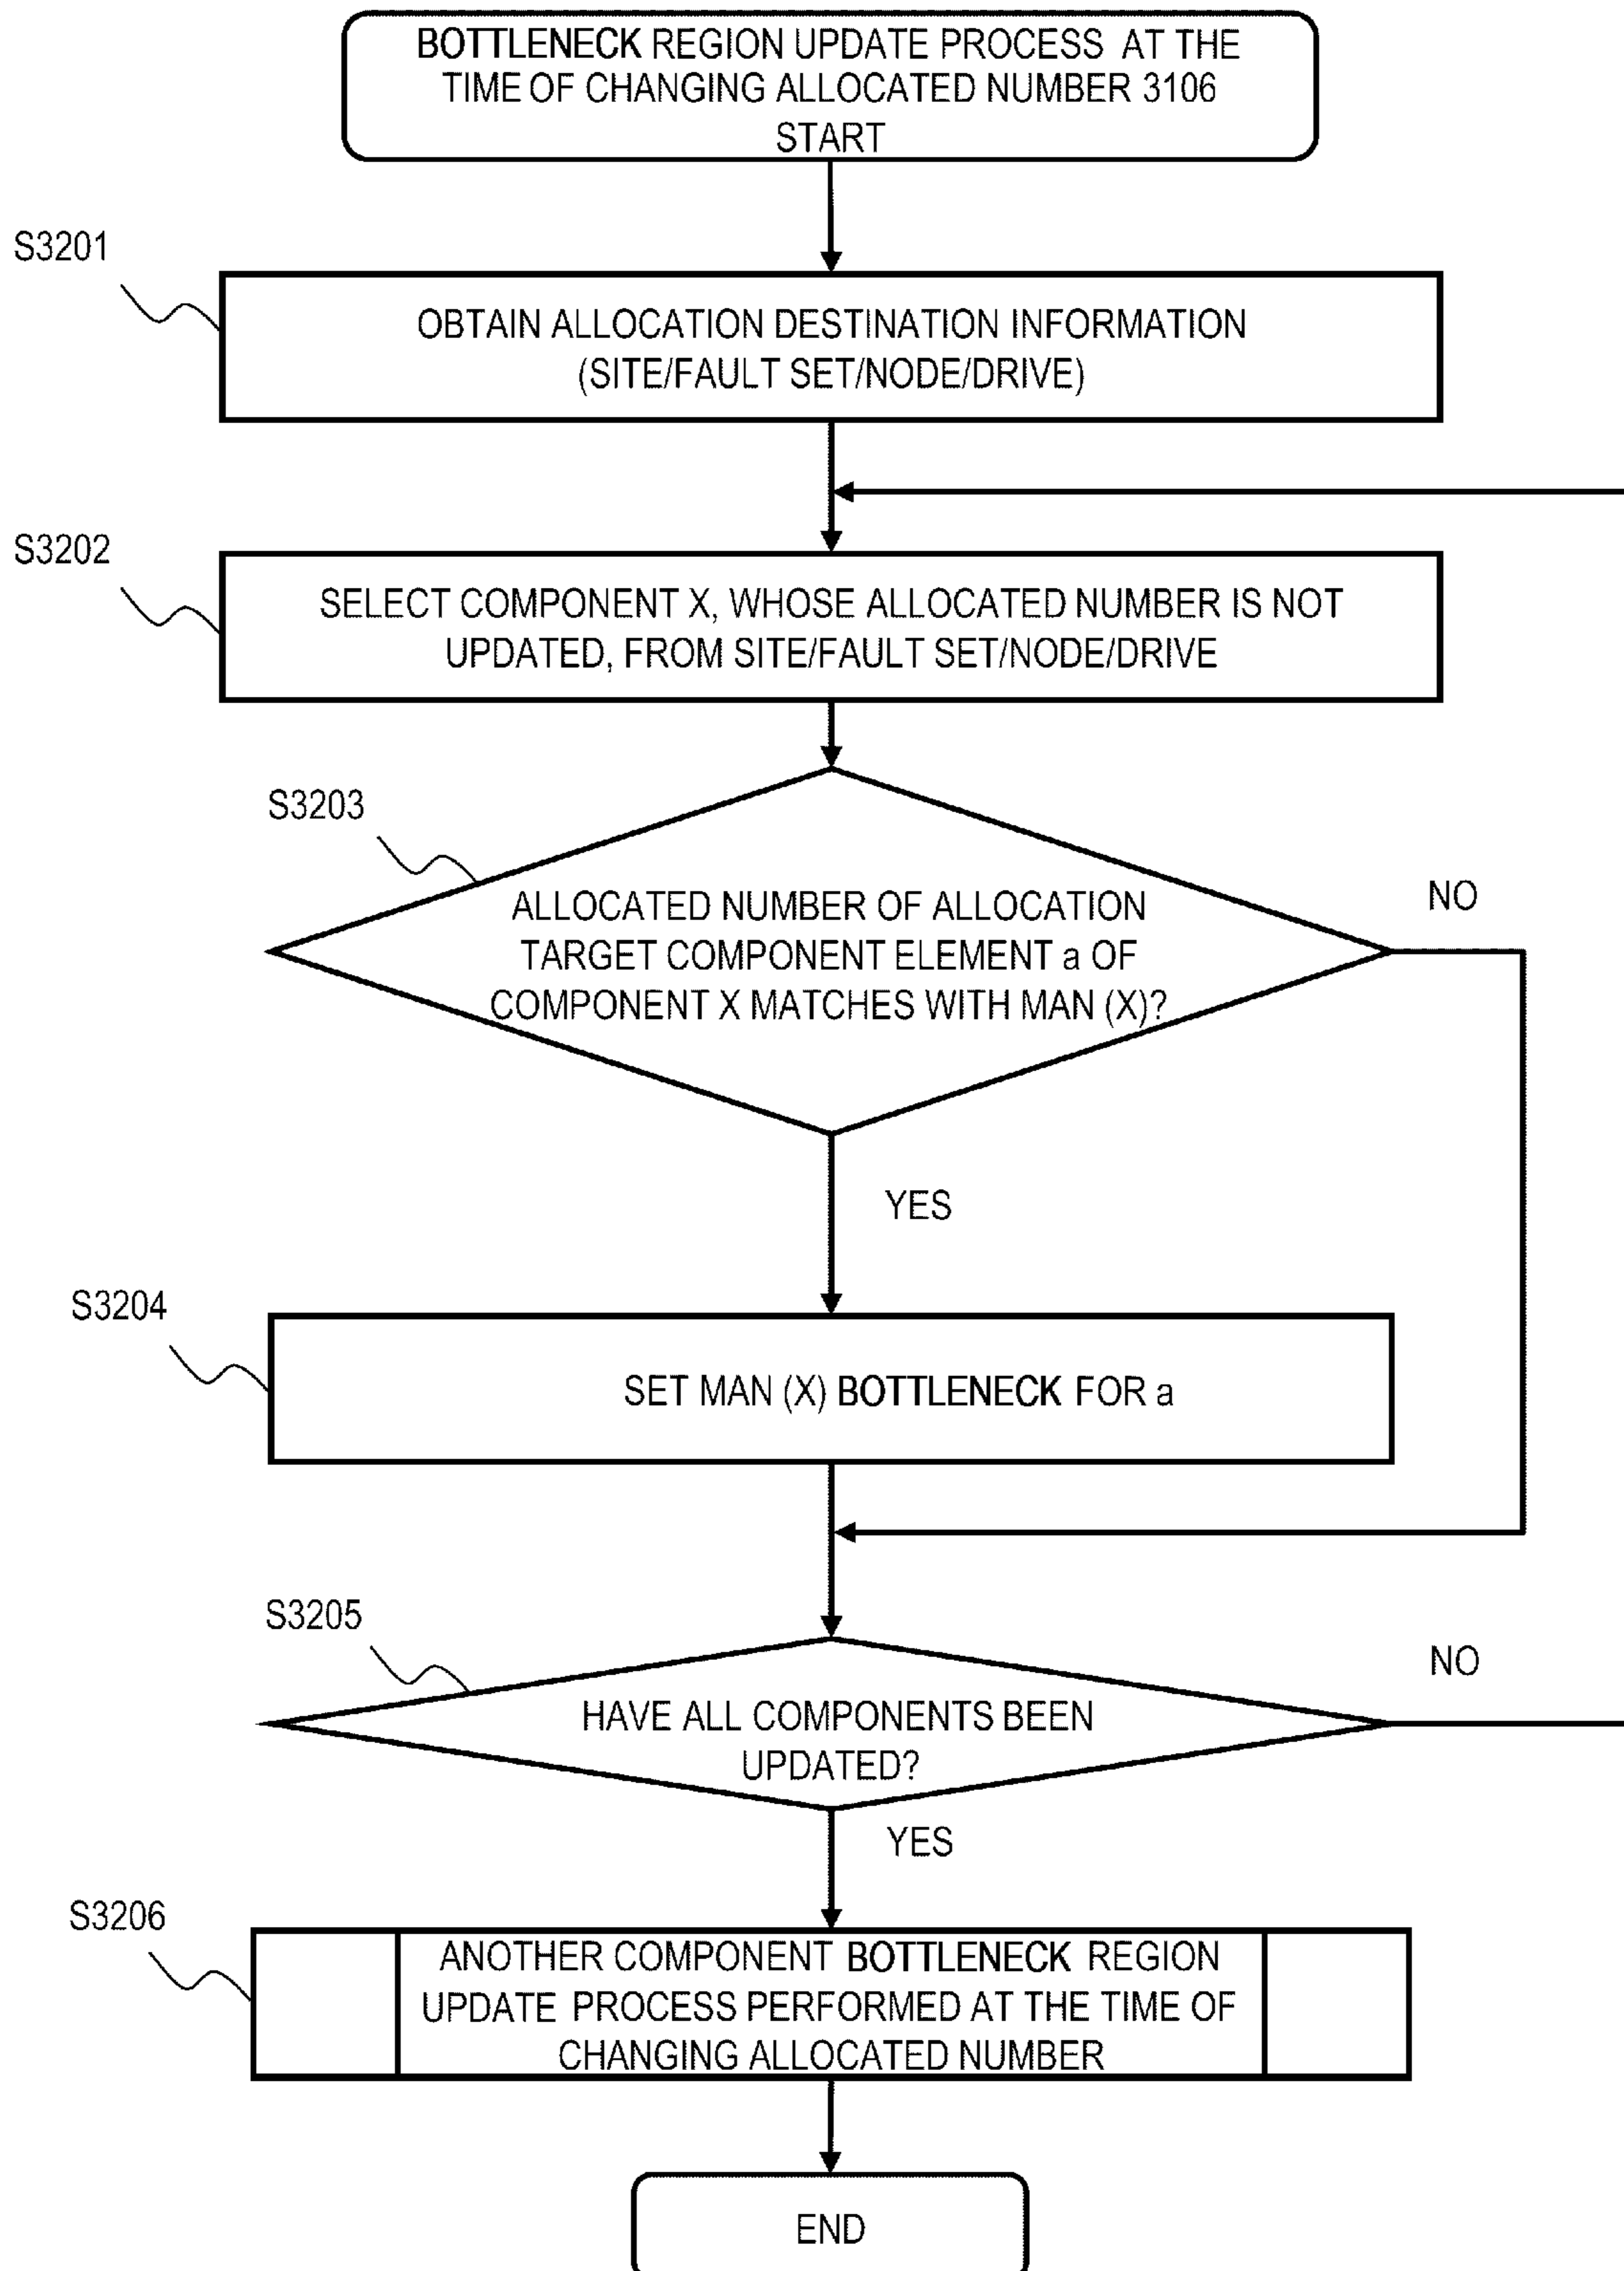 BOTTLENECK REGION UPDATE PROCESS AT THE
TIME OF CHANGING ALLOCATED NUMBER 3106
START
S3201
OBTAIN ALLOCATION DESTINATION INFORMATION
(SITE/FAULT SET/NODE/DRIVE)
S3202
SELECT COMPONENT X, WHOSE ALLOCATED NUMBER IS NOT
UPDATED, FROM SITE/FAULT SET/NODE/DRIVE
S3203
ALLOCATED NUMBER OF ALLOCATION
TARGET COMPONENT ELEMENT a OF
COMPONENT X MATCHES WITH MAN (X)?
NO
YES
S3204
SET MAN (X) BOTTLENECK FOR a
S3205
HAVE ALL COMPONENTS BEEN
UPDATED?
NO
YES
S3206
ANOTHER COMPONENT BOTTLENECK REGION
UPDATE PROCESS PERFORMED AT THE TIME OF
CHANGING ALLOCATED NUMBER
END